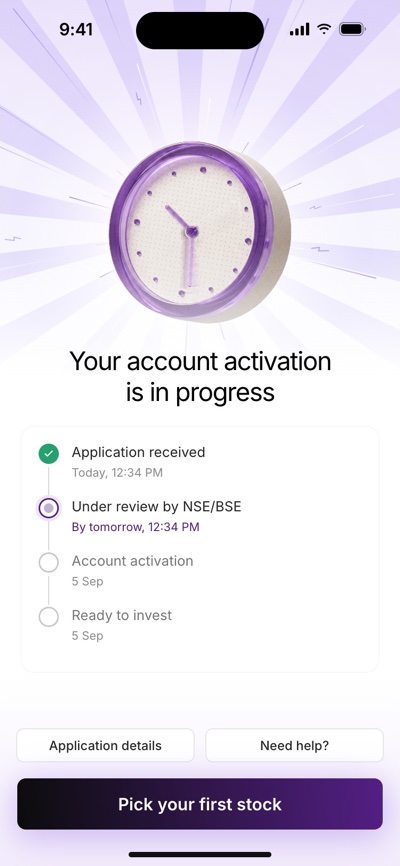 9:41
Your account activation
is in progress
Application received
Today, 12:34 PM
Under review by NSE/BSE
By tomorrow, 12:34 PM
Account activation
5 Sep
Ready to invest
5 Sep
Application details
Need help?
Pick your first stock